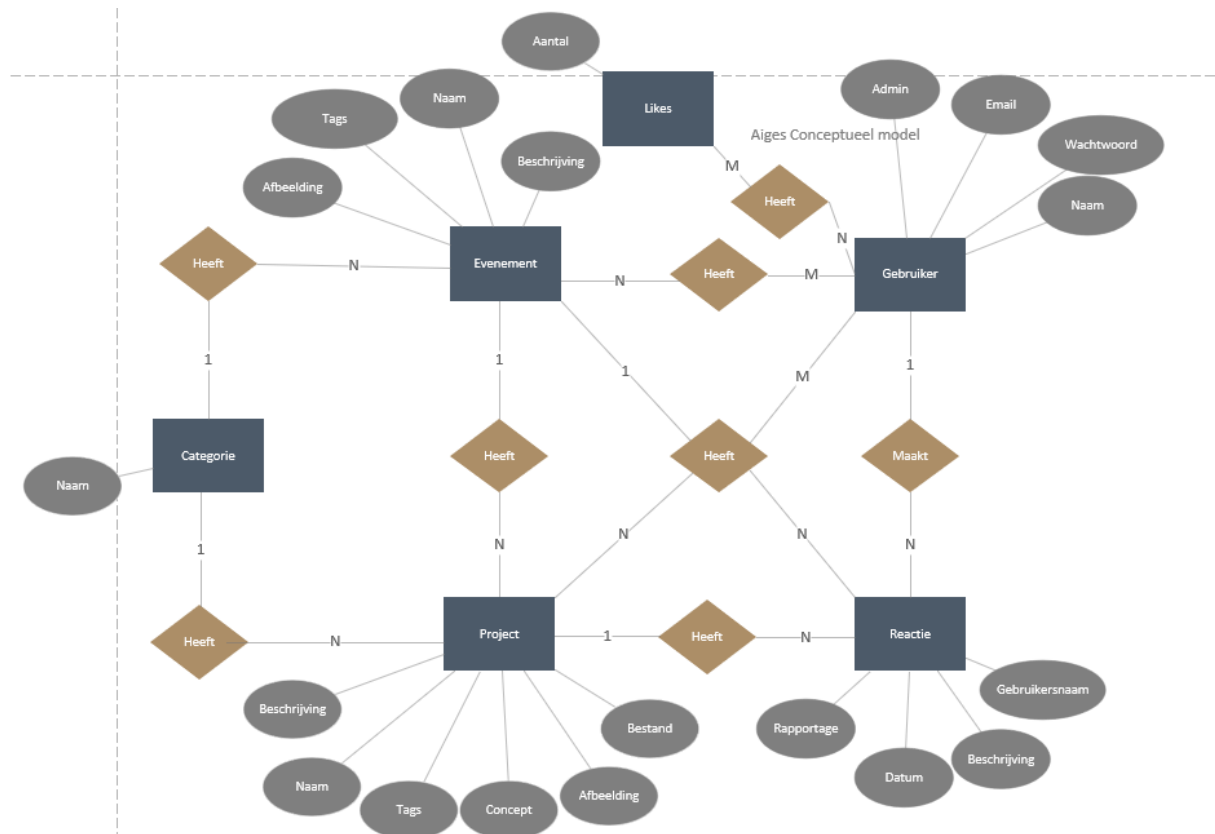 Aantal
Naam
Likes
Admin
Email
Tags
Aiges Conceptueel model
Wachtwoord
Beschrijving
M
Afbeelding
Heeft
Naam
N
Heeft
N
Evenement
N
Heeft
M
Gebruiker
1
1
1
M
1
Categorie
Heeft
Heeft
Maakt
Naam
1
N
N
N
N
Heeft
N
Project
1
Heeft
N
Reactie
Beschrijving
Gebruikersnaam
Bestand
Rapportage
Naam
Beschrijving
Datum
Tags
Concept
Afbeelding